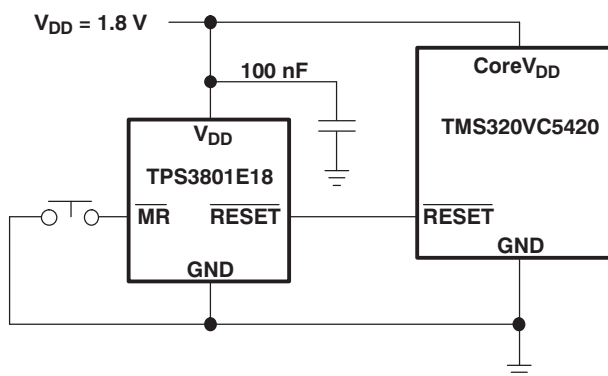 VDD = 1.8 V
100 nF
CoreVDD
TMS320VC5420
VDD
TPS3801E18
MR RESET
RESET
GND
GND